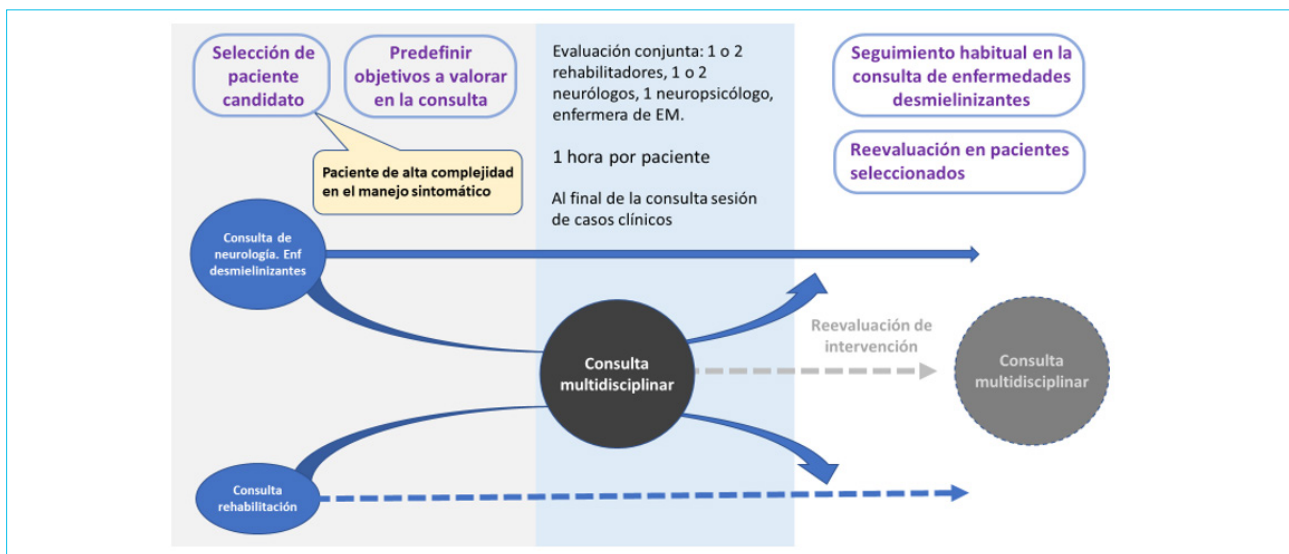 Selección de
paciente
candidato
Predefinir
objetivos a valorar
en la consulta
Paciente de alta complejidad
en el manejo sintomático
Evaluación conjunta: 1 o 2
rehabilitadores, 1 o 2
neurólogos, 1 neuropsicólogo,
enfermera de EM.
1 hora por paciente
Al final de la consulta sesión
de casos clínicos
Seguimiento habitual en la
consulta de enfermedades
desmielinizantes
Reevaluación en pacientes
seleccionados
Consulta de
neurología. Enf
desmielinizantes
Consulta
multidisciplinar
Reevaluación de
intervención
Consulta
multidisciplinar
Consulta
rehabilitación